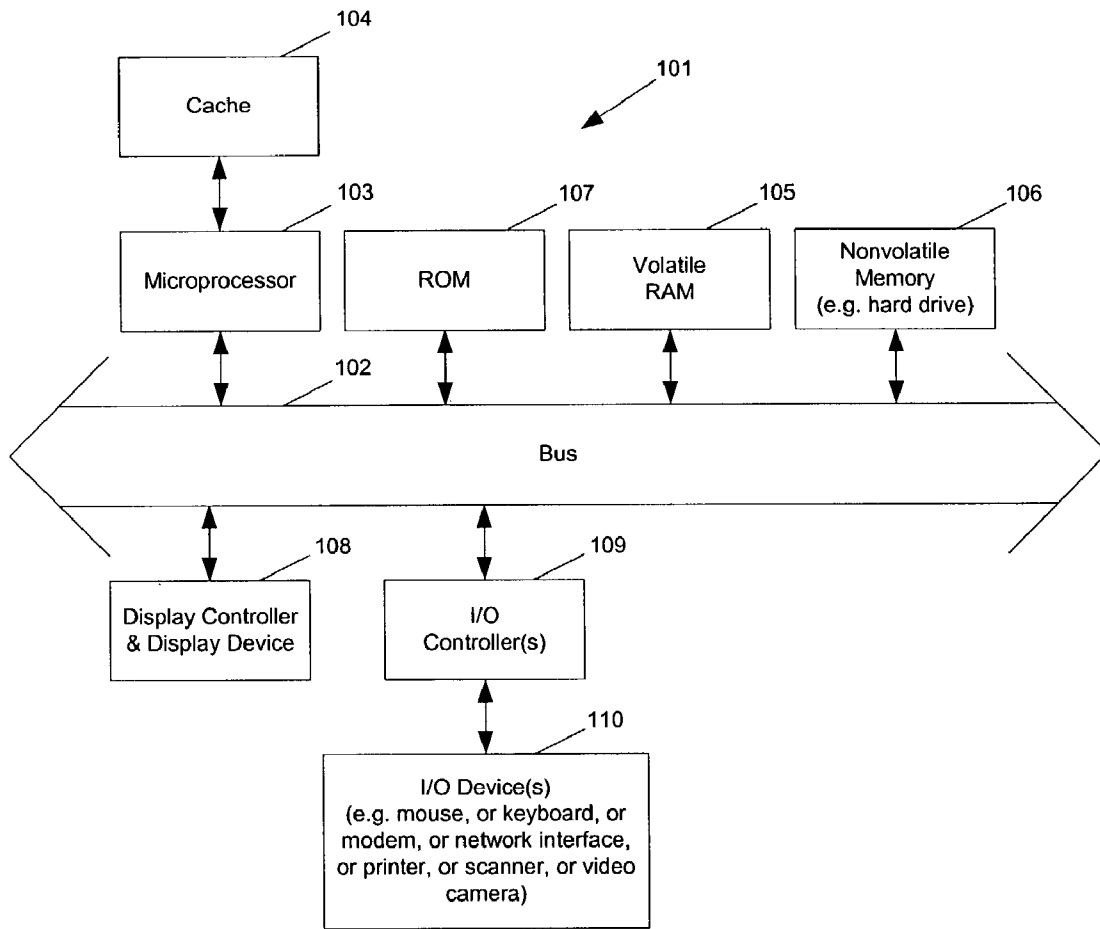 104
Cache
101
103
107
105
106
Microprocessor
ROM
Volatile
RAM
Nonvolatile
Memory
(e.g. hard drive)
102
Bus
108
109
Display Controller
& Display Device
I/O
Controller(s)
110
I/O Device(s)
(e.g. mouse, or keyboard, or
modem, or network interface,
or printer, or scanner, or video
camera)